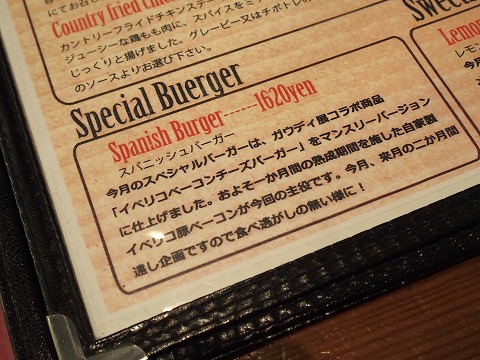 Country fried chi
カントリーフライドチキンステー
ジューシーな鶏もも肉に、スパイスをミッ
じっくりと揚げました。グレービー又はチポトレ
のソースよりお選び下さい。
Special Buerger
Spanish Burger ------1620yen
スパニッシュバーガー
今月のスペシャルバーガーは、ガウディ展コラボ商品
「イベリコベーコンチーズバーガー」をマンスリーバージョン
に仕上げました。およそ一か月間の熟成期間を施した自家製
イベリコ豚ベーコンが今回の主役です。今月、来月の二か月間
通し企画ですので食べ逃がしの無い様に!
Swee
Lemon
レモ
今月